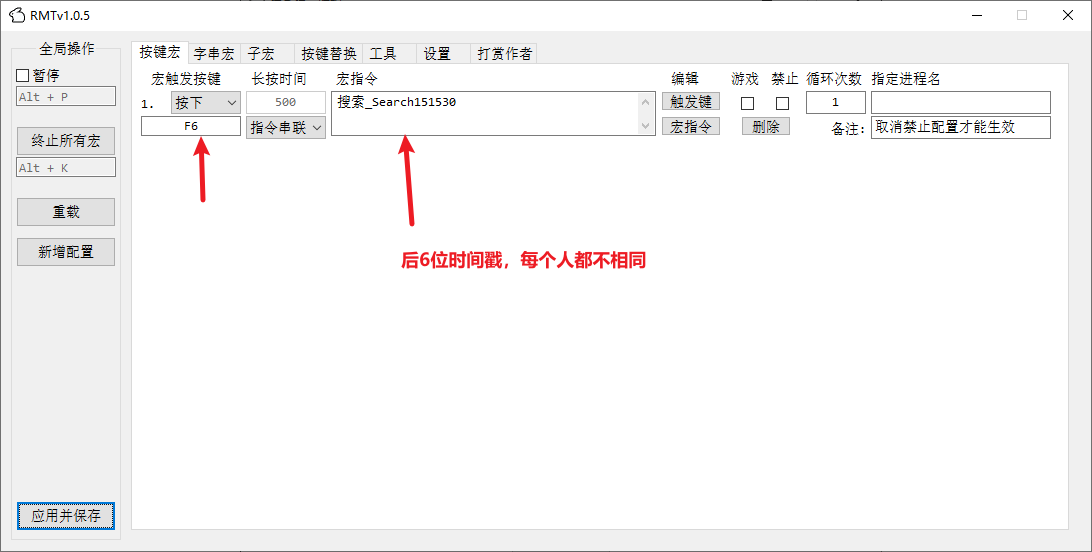 RMTv1.0.5
全局操作
暂停
Alt + P
终止所有宏
Alt + K
重载
新增配置
应用并保存
按键宏 字串宏 子宏 按键替换 工具 设置 打赏作者
宏触发按键 长按时间 宏指令 编辑 游戏 禁止 循环次数 指定进程名
1. 按下 500 搜索_Search151530 触发键 1
F6 指令串联 宏指令 删除 备注: 取消禁止配置才能生效
后6位时间戳，每个人都不相同